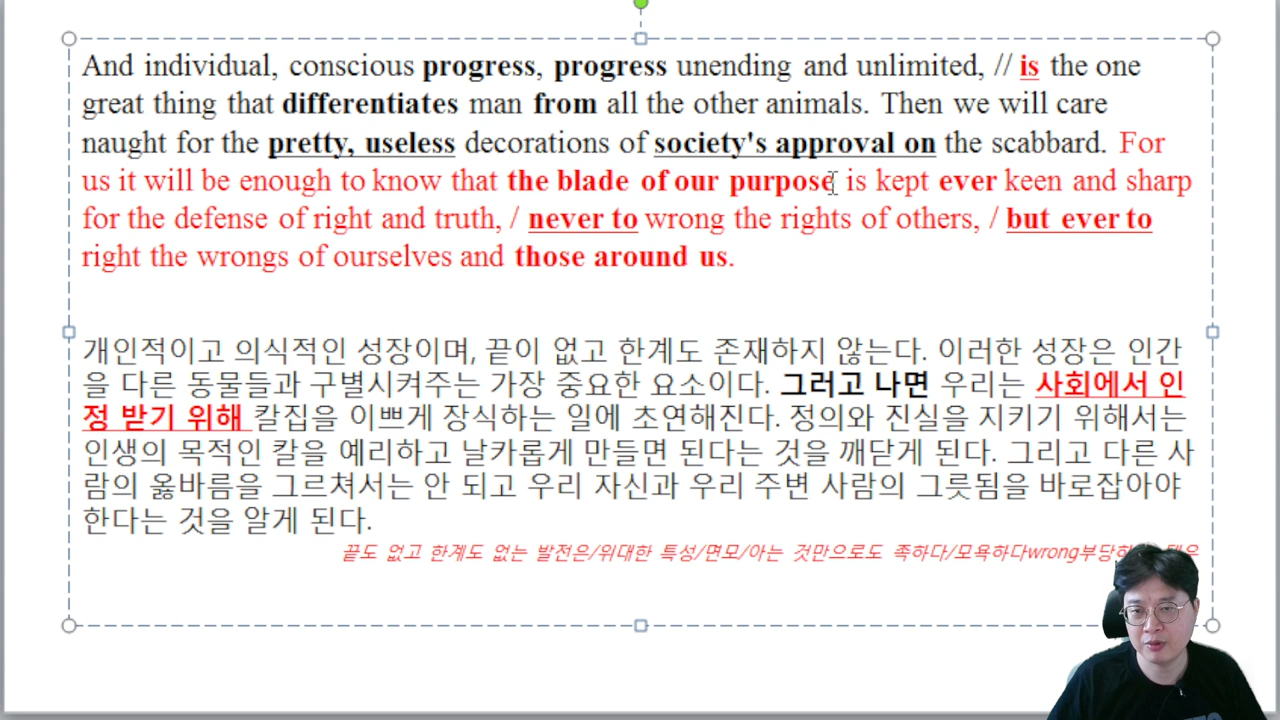 And individual, conscious progress, progress unending and unlimited, // is the one
great thing that differentiates man from all the other animals. Then we will care
naught for the pretty, useless decorations of society's approval on the scabbard. For
us it will be enough to know that the blade of our purpose is kept ever keen and sharp
for the defense of right and truth, / never to wrong the rights of others, / but ever to
right the wrongs of ourselves and those around us.
개인적이고 의식적인 성장이며, 끝이 없고 한계도 존재하지 않는다. 이러한 성장은 인간
을 다른 동물들과 구별시켜주는 가장 중요한 요소이다. 그러고 나면 우리는 사회에서 인
정 받기 위해 칼집을 이쁘게 장식하는 일에 초연해진다. 정의와 진실을 지키기 위해서는
인생의 목적인 칼을 예리하고 날카롭게 만들면 된다는 것을 깨닫게 된다. 그리고 다른 사
람의 옳바름을 그르쳐서는 안 되고 우리 자신과 우리 주변 사람의 그릇됨을 바로잡아야
한다는 것을 알게 된다.
끝도 없고 한계도 없는 발전은/위대한 특성/면모/아는 것만으로도 족하다/모욕하다wrong